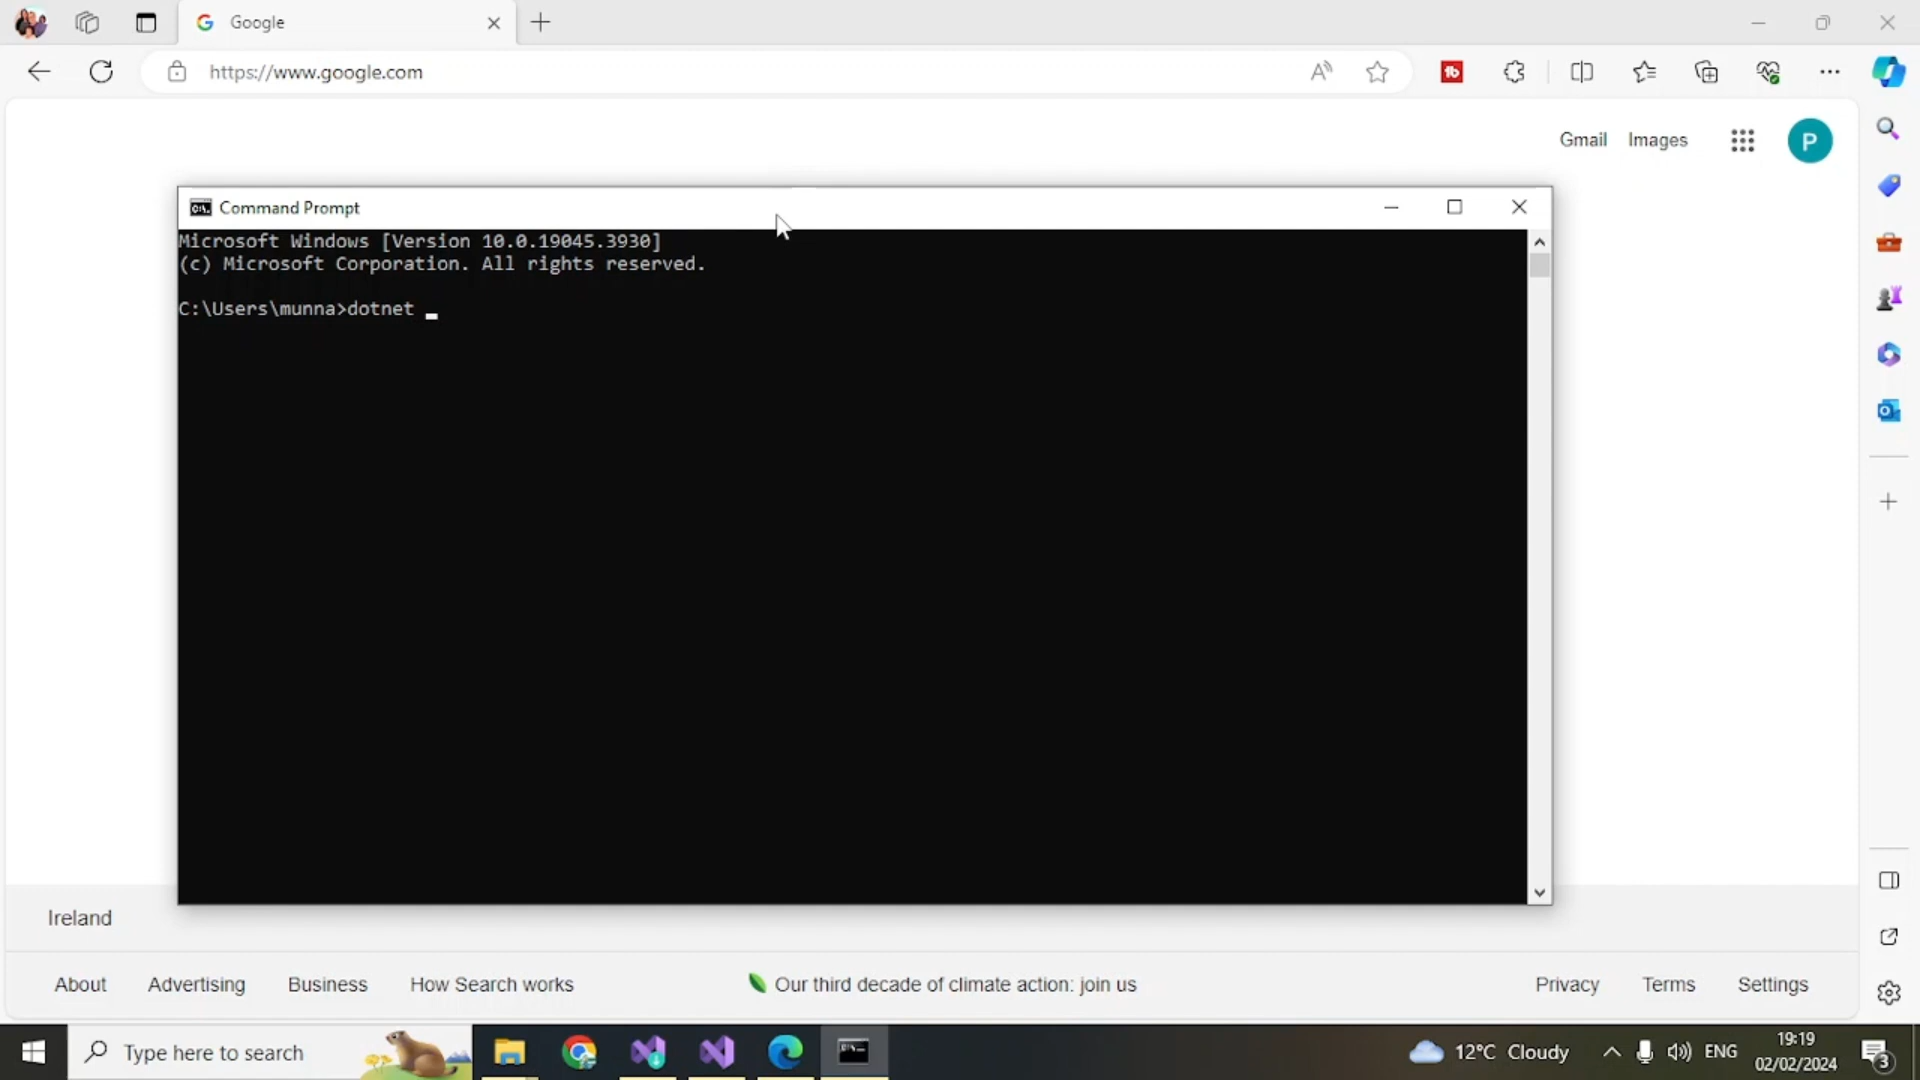 Google
https://www.google.com
Gmail Images
P
Command Prompt
Microsoft Windows [Version 10.0.19045.3930]
(c) Microsoft Corporation. All rights reserved.
C:\Users\munna>dotnet
Ireland
About Advertising Business How Search works Our third decade of climate action: join us Privacy Terms Settings
Type here to search
12°C Cloudy
ENG
19:19
02/02/2024
3